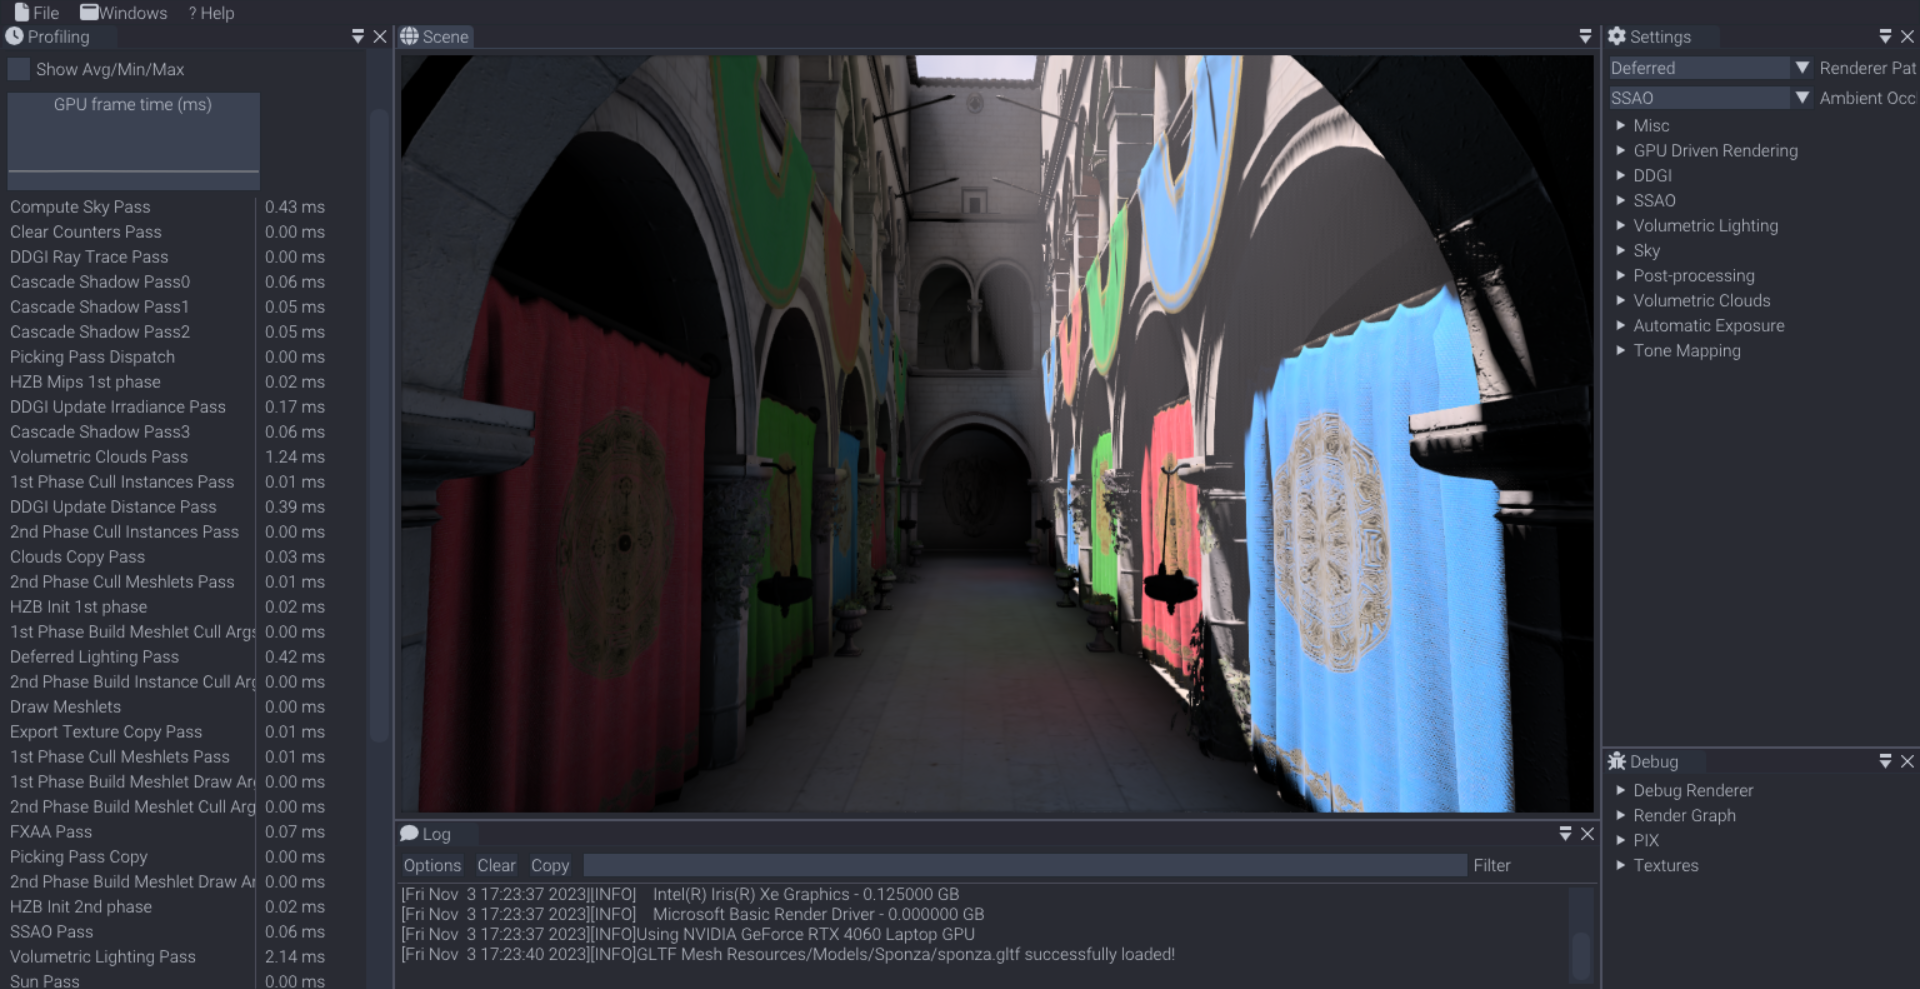 File Windows ? Help
Profiling
Show Avg/Min/Max
GPU frame time (ms)
Compute Sky Pass 0.43 ms
Clear Counters Pass 0.00 ms
DDGI Ray Trace Pass 0.00 ms
Cascade Shadow Pass0 0.06 ms
Cascade Shadow Pass1 0.05 ms
Cascade Shadow Pass2 0.05 ms
Picking Pass Dispatch 0.00 ms
HZB Mips 1st phase 0.02 ms
DDGI Update Irradiance Pass 0.17 ms
Cascade Shadow Pass3 0.06 ms
Volumetric Clouds Pass 1.24 ms
1st Phase Cull Instances Pass 0.01 ms
DDGI Update Distance Pass 0.39 ms
2nd Phase Cull Instances Pass 0.00 ms
Clouds Copy Pass 0.03 ms
2nd Phase Cull Meshlets Pass 0.01 ms
HZB Init 1st phase 0.02 ms
1st Phase Build Meshlet Cull Args 0.00 ms
Deferred Lighting Pass 0.42 ms
2nd Phase Build Instance Cull Arg 0.00 ms
Draw Meshlets 0.00 ms
Export Texture Copy Pass 0.01 ms
1st Phase Cull Meshlets Pass 0.01 ms
1st Phase Build Meshlet Draw Arg 0.00 ms
2nd Phase Build Meshlet Cull Arg 0.00 ms
FXAA Pass 0.07 ms
Picking Pass Copy 0.00 ms
2nd Phase Build Meshlet Draw Ar 0.00 ms
HZB Init 2nd phase 0.02 ms
SSAO Pass 0.06 ms
Volumetric Lighting Pass 2.14 ms
Sun Pass 0.00 ms
Scene
Log
Options Clear Copy Filter
[Fri Nov 3 17:23:37 2023][INFO] Intel(R) Iris(R) Xe Graphics - 0.125000 GB
[Fri Nov 3 17:23:37 2023][INFO] Microsoft Basic Render Driver - 0.000000 GB
[Fri Nov 3 17:23:37 2023][INFO]Using NVIDIA GeForce RTX 4060 Laptop GPU
[Fri Nov 3 17:23:40 2023][INFO]GLTF Mesh Resources/Models/Sponza/sponza.gltf successfully loaded!
Settings
Deferred Renderer Pat
SSAO Ambient Occ
Misc
GPU Driven Rendering
DDGI
SSAO
Volumetric Lighting
Sky
Post-processing
Volumetric Clouds
Automatic Exposure
Tone Mapping
Debug
Debug Renderer
Render Graph
PIX
Textures